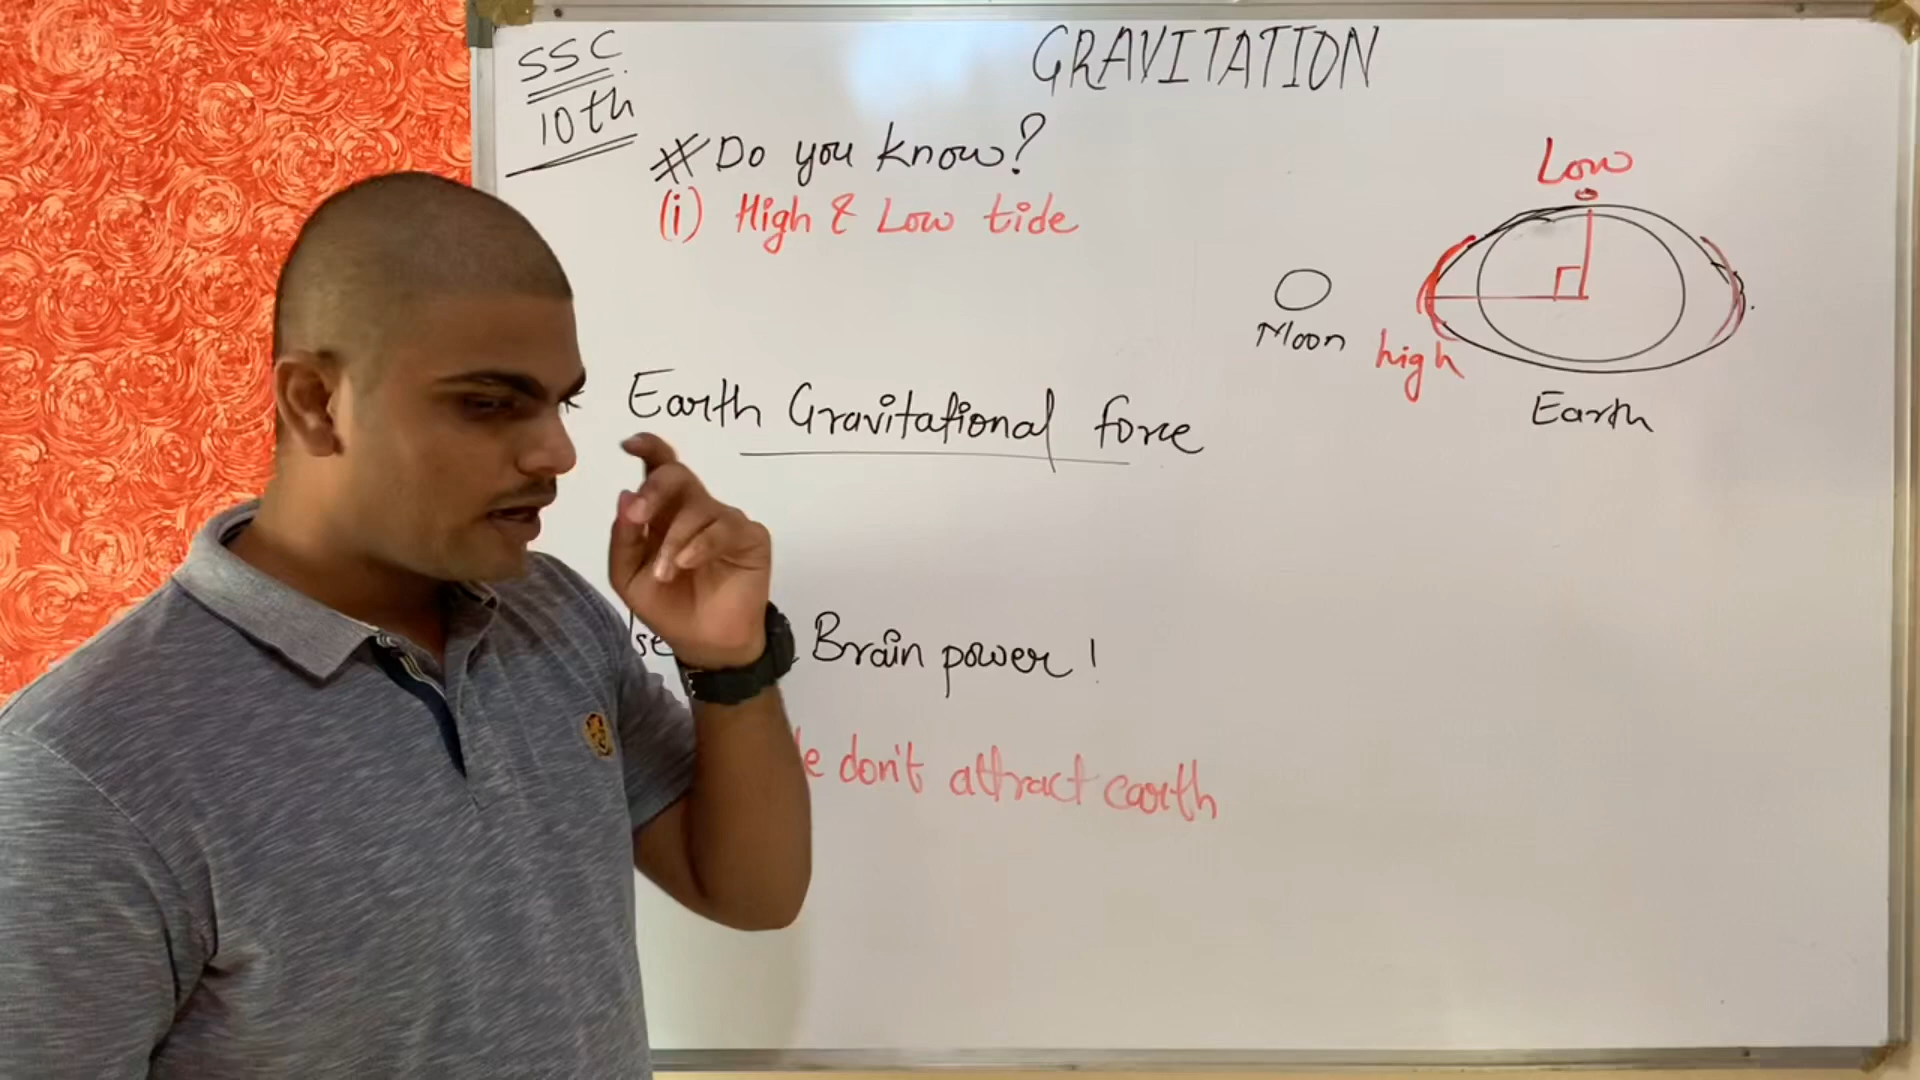 SSC
10th
GRAVITATION
# Do you know?
(i) High & Low tide
Low
Moon
high
Earth
Earth Gravitational force
Brain power!
don't attract earth